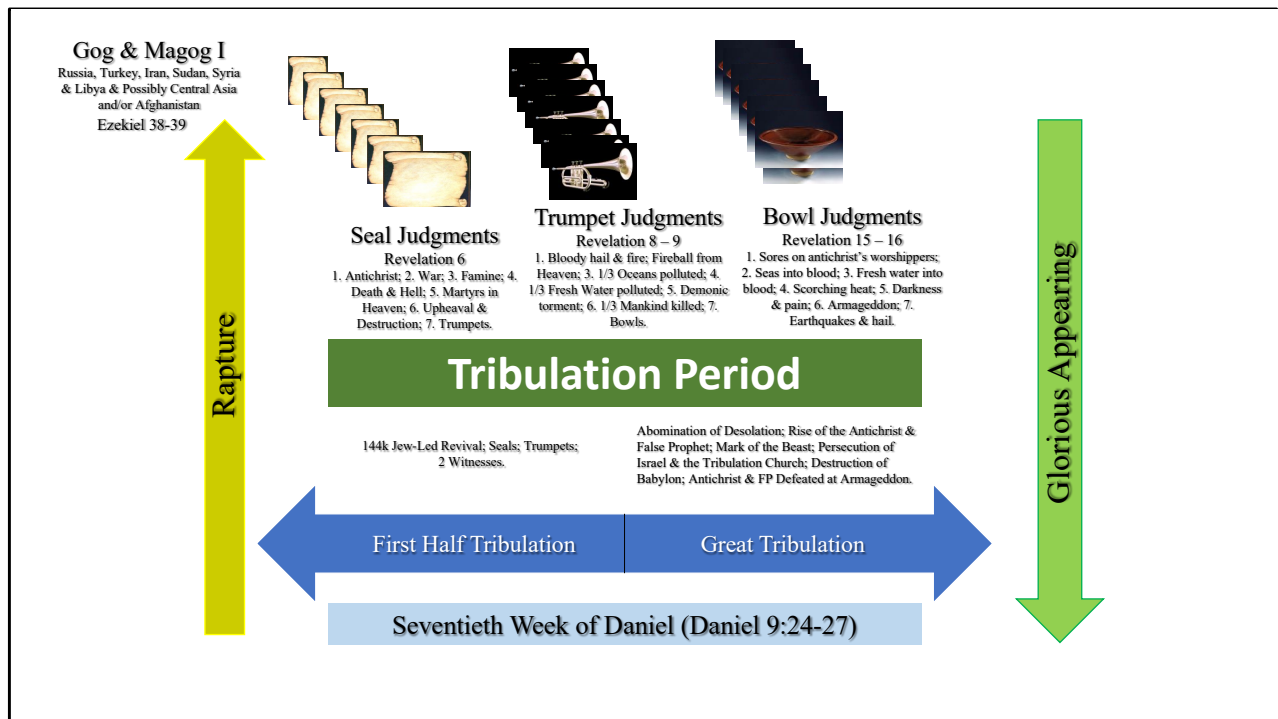 Gog & Magog I
Russia, Turkey, Iran, Sudan, Syria
& Libya & Possibly Central Asia
and/or Afghanistan
Ezekiel 38-39
Rapture
Seal Judgments
Revelation 6
1. Antichrist; 2. War; 3. Famine; 4.
Death & Hell; 5. Martyrs in
Heaven; 6. Upheaval &
Destruction; 7. Trumpets.
Trumpet Judgments
Revelation 8 – 9
1. Bloody hail & fire; Fireball from
Heaven; 3. 1/3 Oceans polluted; 4.
1/3 Fresh Water polluted; 5. Demonic
torment; 6. 1/3 Mankind killed; 7.
Bowls.
Bowl Judgments
Revelation 15 – 16
1. Sores on antichrist’s worshippers;
2. Seas into blood; 3. Fresh water into
blood; 4. Scorching heat; 5. Darkness
& pain; 6. Armageddon; 7.
Earthquakes & hail.
Tribulation Period
144k Jew-Led Revival; Seals; Trumpets;
2 Witnesses.
Abomination of Desolation; Rise of the Antichrist &
False Prophet; Mark of the Beast; Persecution of
Israel & the Tribulation Church; Destruction of
Babylon; Antichrist & FP Defeated at Armageddon.
First Half Tribulation
Great Tribulation
Seventieth Week of Daniel (Daniel 9:24-27)
Glorious Appearing